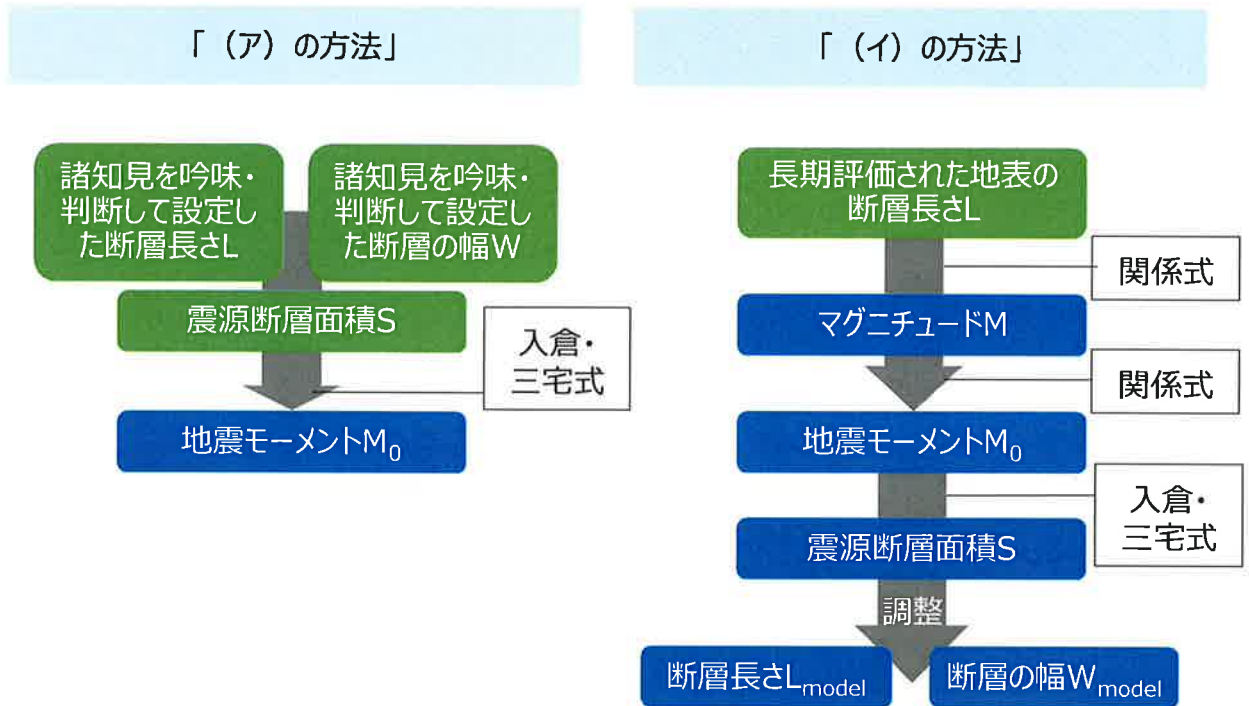 「（ア）の方法」
諸知見を吟味・
判断して設定し
た断層長さL
諸知見を吟味・
判断して設定し
た断層の幅W
震源断層面積S
入倉・
三宅式
地震モーメントM₀
「（イ）の方法」
長期評価された地表の
断層長さL
関係式
マグニチュードM
関係式
地震モーメントM₀
入倉・
三宅式
震源断層面積S
調整
断層長さLmodel
断層の幅Wmodel